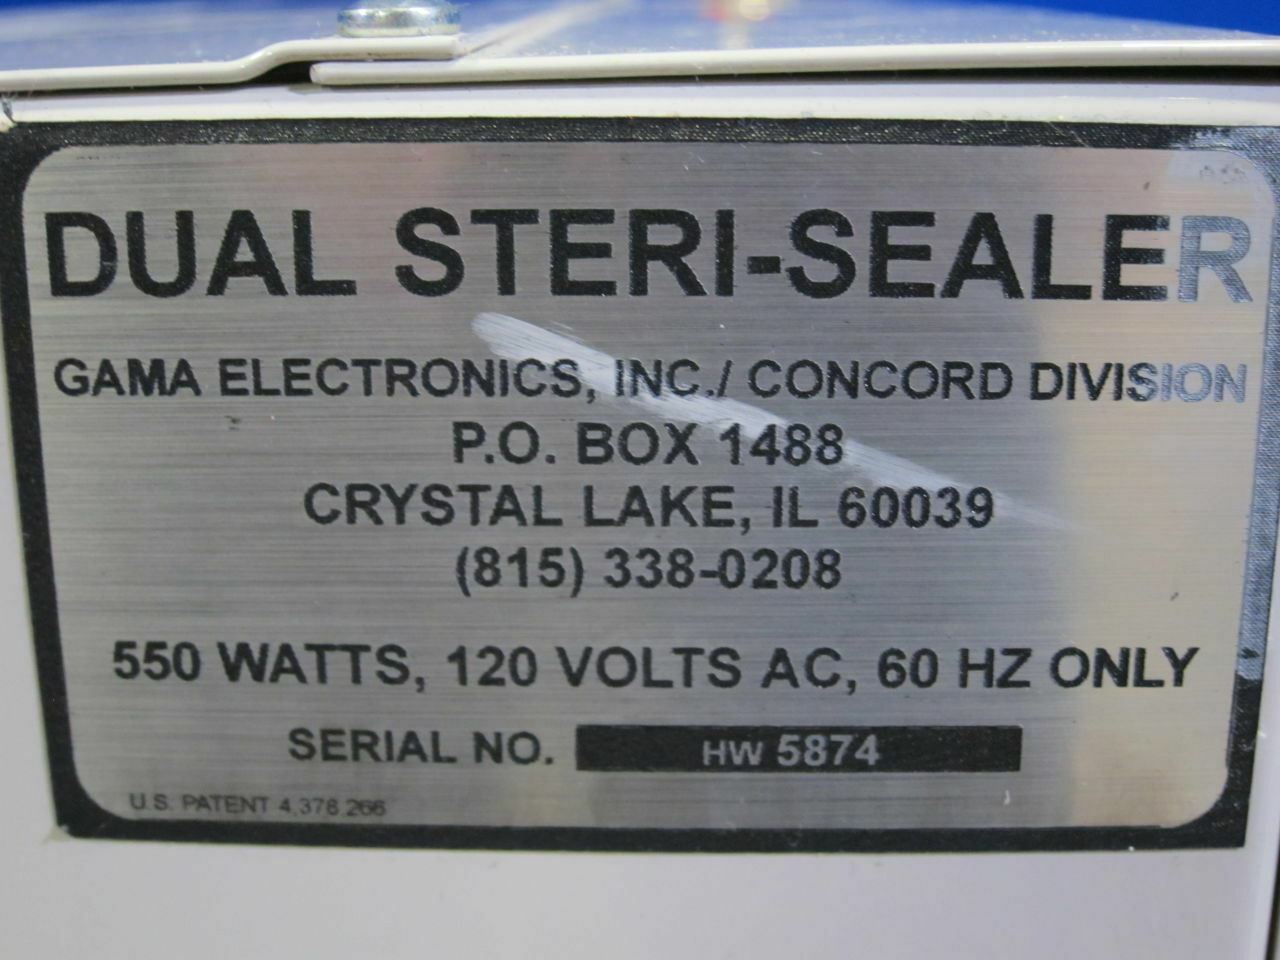 DUAL STERI-SEALER
GAMA ELECTRONICS, INC./ CONCORD DIVISION
P.O. BOX 1488
CRYSTAL LAKE, IL 60039
(815) 338-0208
550 WATTS, 120 VOLTS AC, 60 HZ ONLY
SERIAL NO. HW 5874
U.S. PATENT 4,378,266